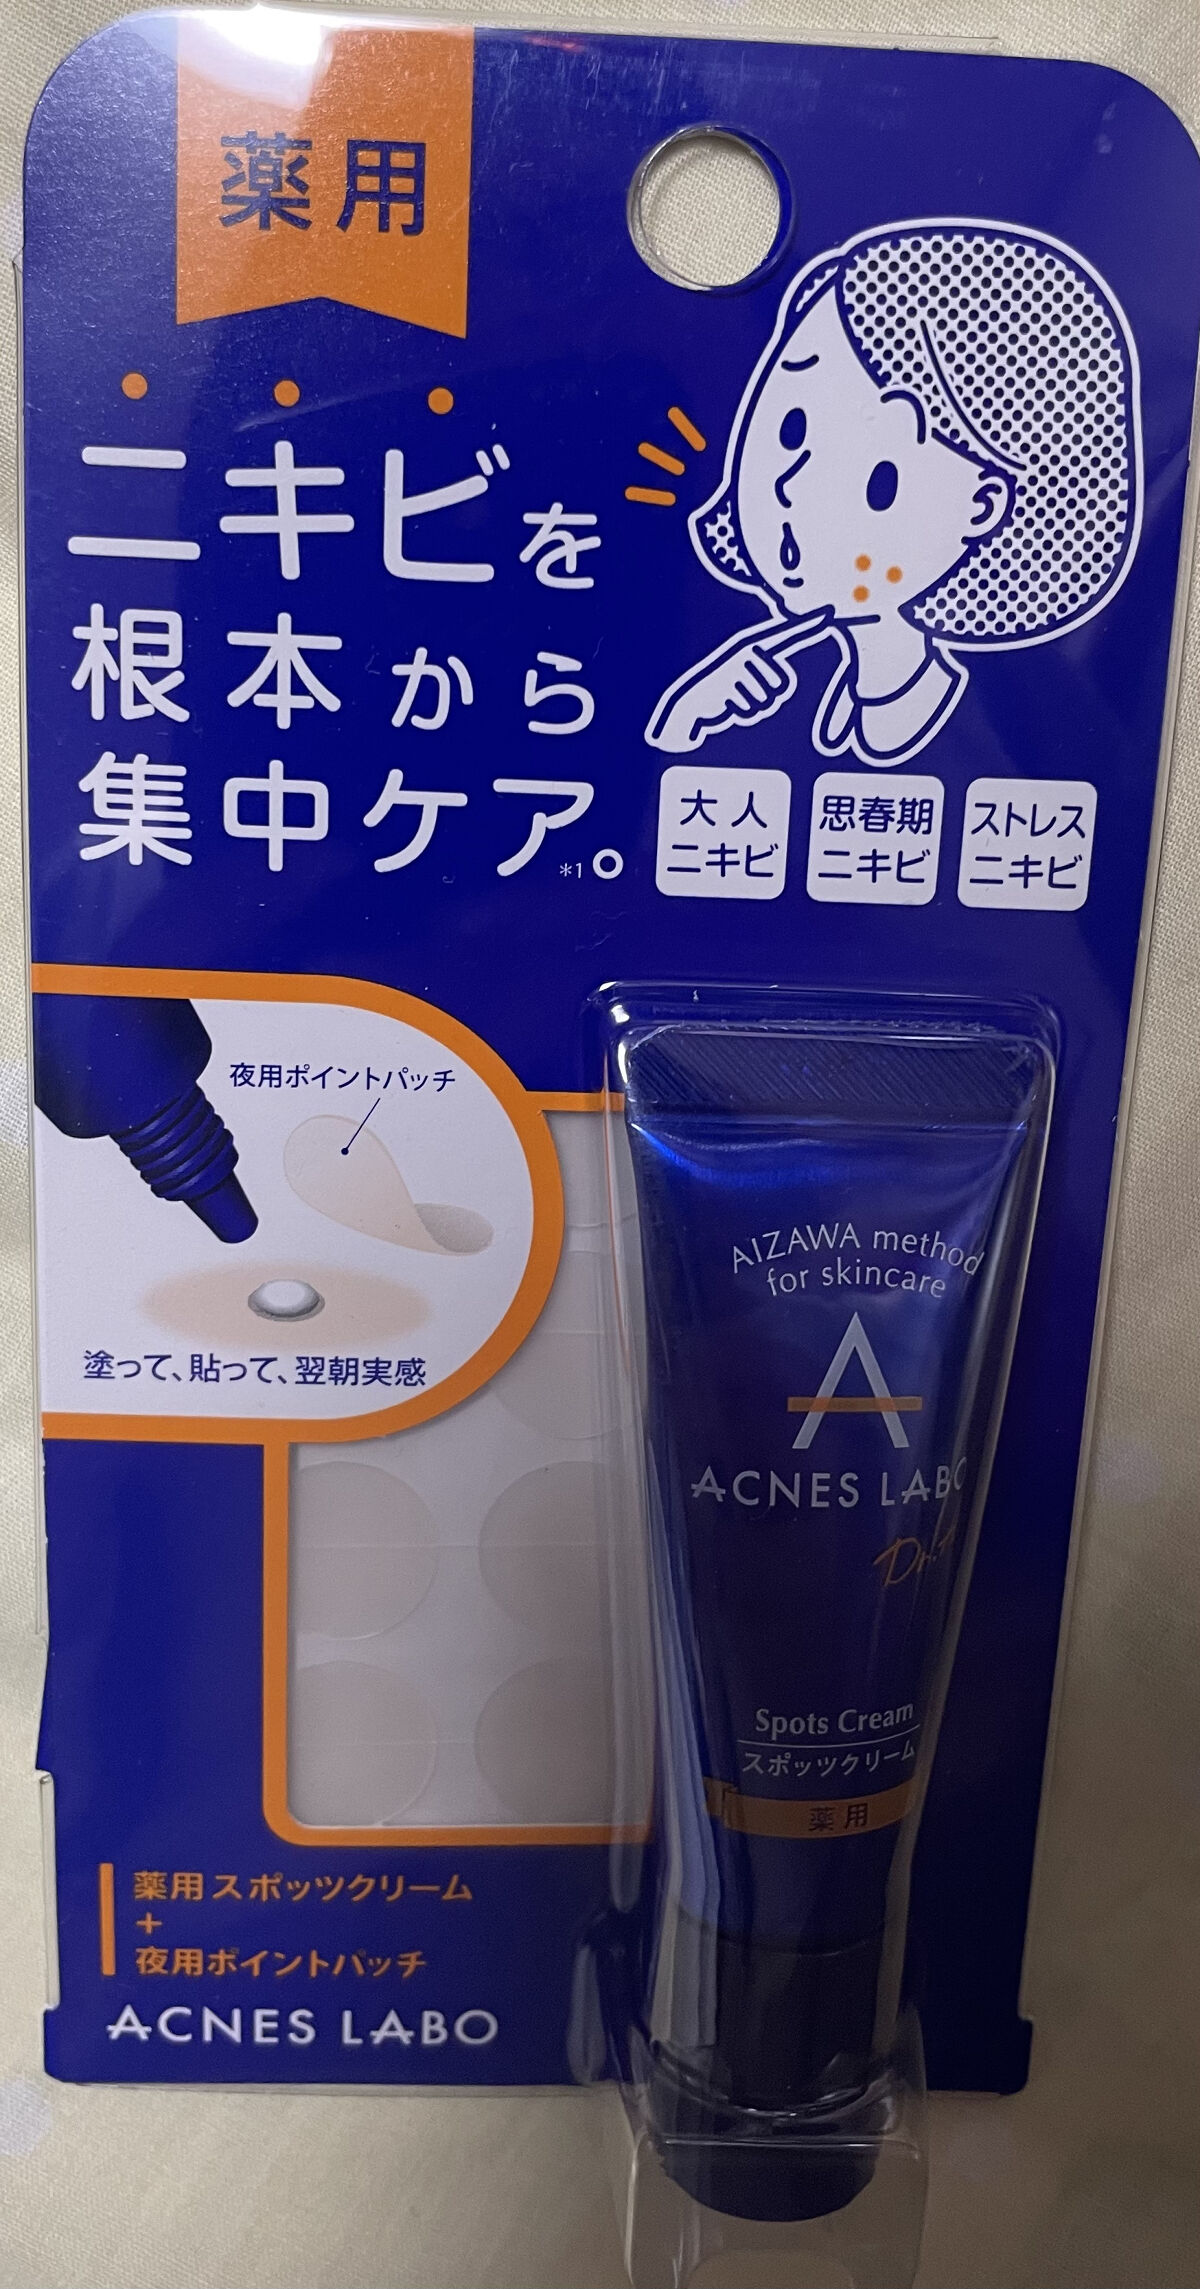 薬用
ニキビを
根本から
集中ケア。
*1
大人
ニキビ
思春期
ニキビ
ストレス
ニキビ
夜用ポイントパッチ
塗って、貼って、翌朝実感
AIZAWA method
for skincare
A
ACNES LABO
Spots Cream
スポッツクリーム
薬用
薬用スポッツクリーム
+
夜用ポイントパッチ
ACNES LABO